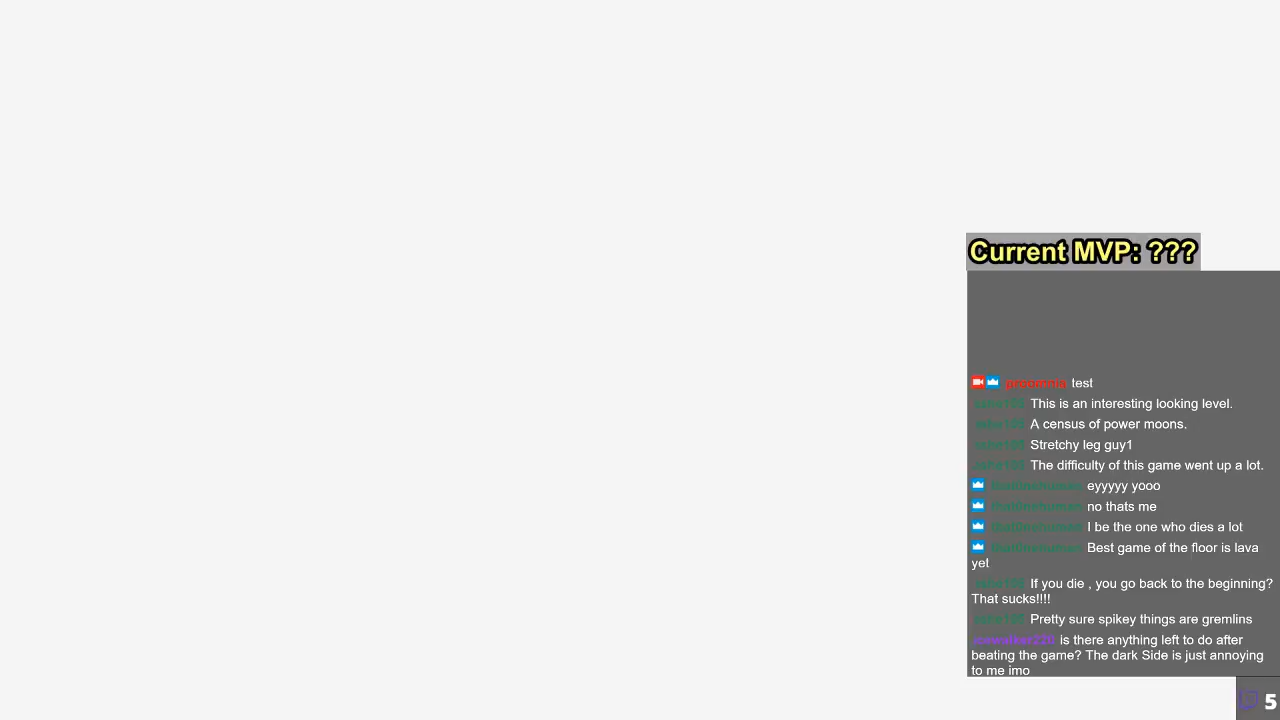 Current MVP: ???
test
This is an interesting looking level.
A census of power moons.
Stretchy leg guy1
The difficulty of this game went up a lot.
that0nehuman eyyyyy yooo
that0nehuman no thats me
that0nehuman I be the one who dies a lot
that0nehuman Best game of the floor is lava
yet
If you die , you go back to the beginning?
That sucks!!!!
Pretty sure spikey things are gremlins
is there anything left to do after
beating the game? The dark Side is just annoying
to me imo
5